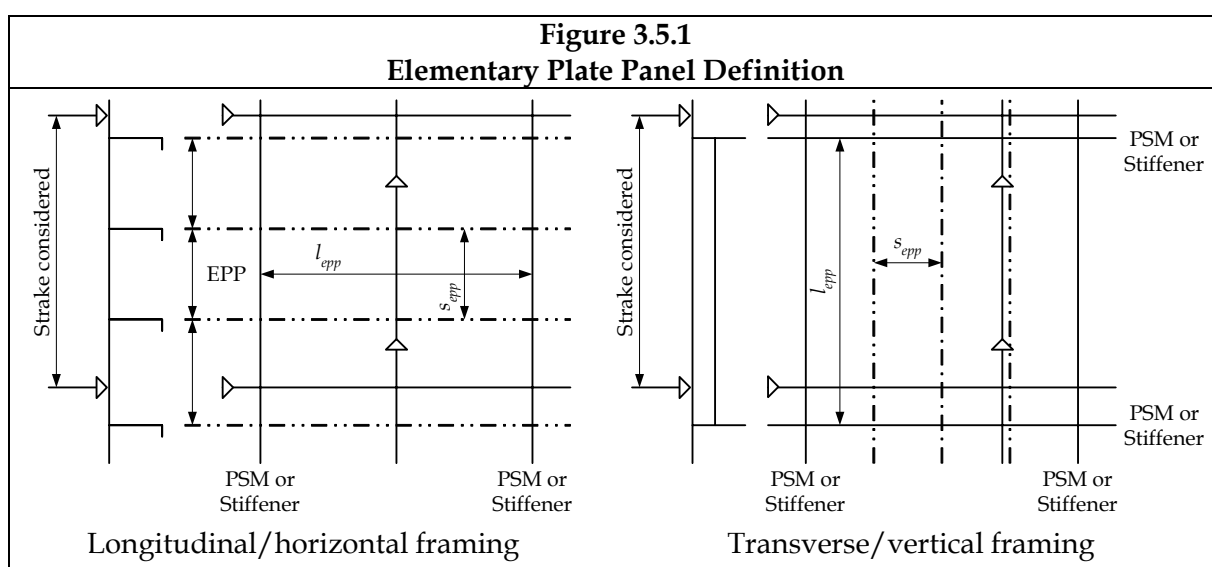 Figure 3.5.1
Elementary Plate Panel Definition
Strake considered
EPP
l_epp
s_epp
PSM or
Stiffener
PSM or
Stiffener
Longitudinal/horizontal framing
Strake considered
l_epp
s_epp
PSM or
Stiffener
PSM or
Stiffener
PSM or
Stiffener
PSM or
Stiffener
Transverse/vertical framing